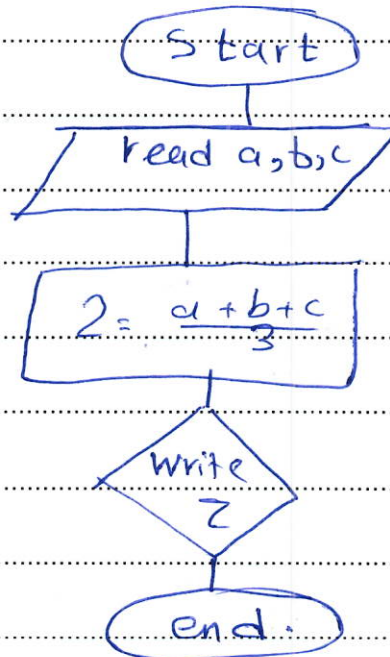 Start
read a,b,c
2= a+b+c
3
Write
Z
end.